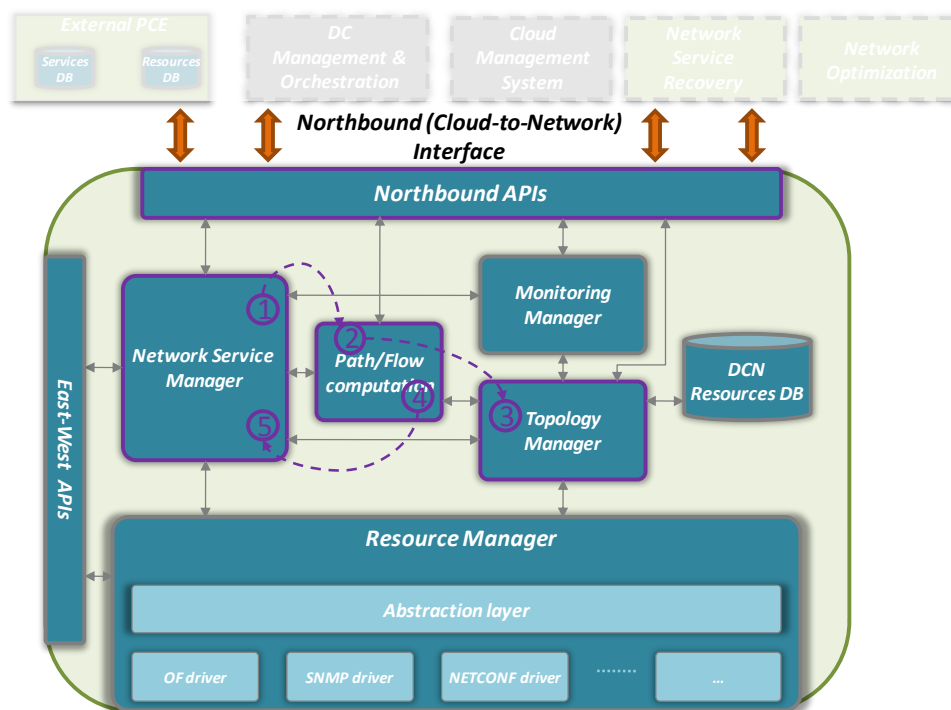 External PCE
Services
DB
Resources
DB
DC
Management &
Orchestration
Cloud
Management
System
Network
Service
Recovery
Network
Optimization
Northbound (Cloud-to-Network)
Interface
Northbound APIs
Network Service
Manager
1
5
2
Path/Flow
computation
4
Monitoring
Manager
3
Topology
Manager
DCN
Resources DB
East-West APIs
Resource Manager
Abstraction layer
OF driver
SNMP driver
NETCONF driver
........
...